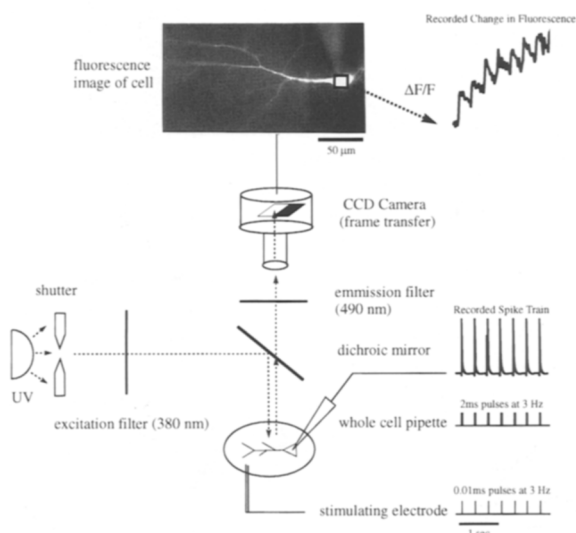 Recorded Change in Fluorescence
fluorescence
image of cell
ΔF/F
50 μm
CCD Camera
(frame transfer)
shutter
emmission filter
(490 nm)
Recorded Spike Train
dichroic mirror
UV
excitation filter (380 nm)
2ms pulses at 3 Hz
whole cell pipette
0.01ms pulses at 3 Hz
stimulating electrode